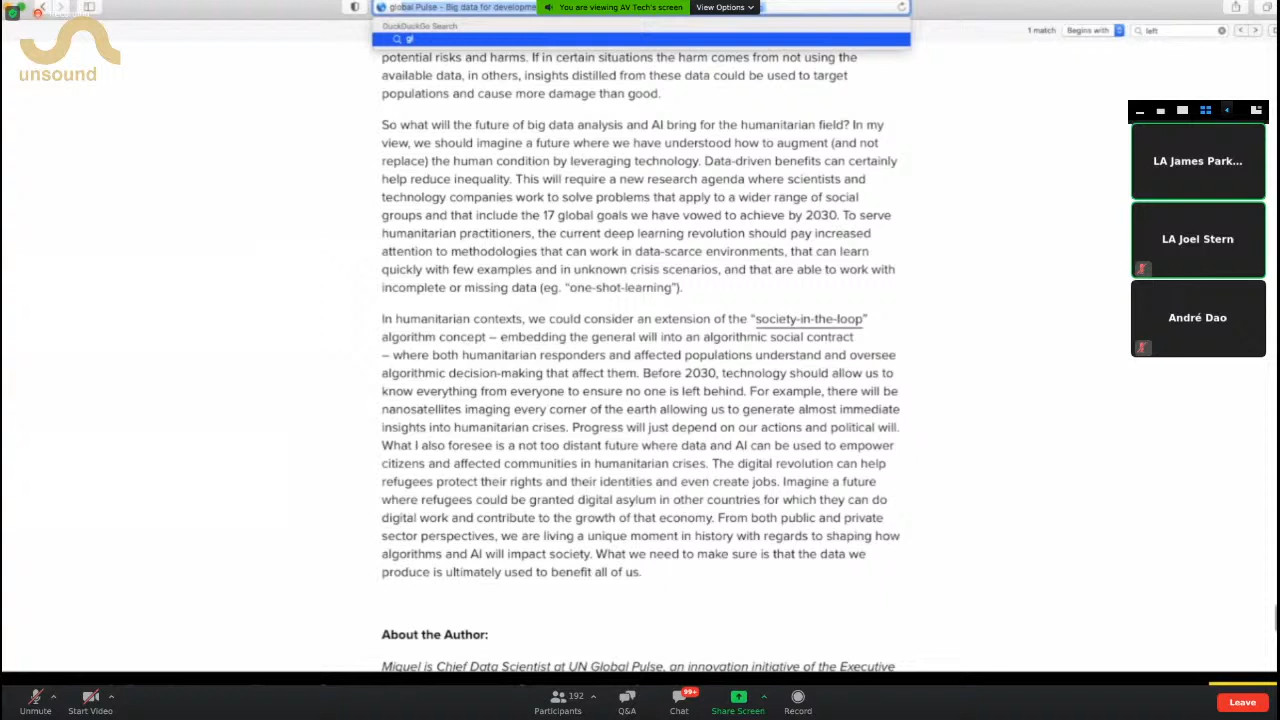 global Pulse - Big data for developme
You are viewing AV Tech's screen
View Options
DuckDuckGo Search
gl
1 match
Begins with
left
unsound
potential risks and harms. If in certain situations the harm comes from not using the
available data, in others, insights distilled from these data could be used to target
populations and cause more damage than good.
So what will the future of big data analysis and AI bring for the humanitarian field? In my
view, we should imagine a future where we have understood how to augment (and not
replace) the human condition by leveraging technology. Data-driven benefits can certainly
help reduce inequality. This will require a new research agenda where scientists and
technology companies work to solve problems that apply to a wider range of social
groups and that include the 17 global goals we have vowed to achieve by 2030. To serve
humanitarian practitioners, the current deep learning revolution should pay increased
attention to methodologies that can work in data-scarce environments, that can learn
quickly with few examples and in unknown crisis scenarios, and that are able to work with
incomplete or missing data (eg. “one-shot-learning”).
In humanitarian contexts, we could consider an extension of the “society-in-the-loop”
algorithm concept – embedding the general will into an algorithmic social contract
– where both humanitarian responders and affected populations understand and oversee
algorithmic decision-making that affect them. Before 2030, technology should allow us to
know everything from everyone to ensure no one is left behind. For example, there will be
nanosatellites imaging every corner of the earth allowing us to generate almost immediate
insights into humanitarian crises. Progress will just depend on our actions and political will.
What I also foresee is a not too distant future where data and AI can be used to empower
citizens and affected communities in humanitarian crises. The digital revolution can help
refugees protect their rights and their identities and even create jobs. Imagine a future
where refugees could be granted digital asylum in other countries for which they can do
digital work and contribute to the growth of that economy. From both public and private
sector perspectives, we are living a unique moment in history with regards to shaping how
algorithms and AI will impact society. What we need to make sure is that the data we
produce is ultimately used to benefit all of us.
About the Author:
Miguel is Chief Data Scientist at UN Global Pulse, an innovation initiative of the Executive
LA James Park...
LA Joel Stern
André Dao
Unmute
Start Video
192
Participants
Q&A
99+
Chat
Share Screen
Record
Leave